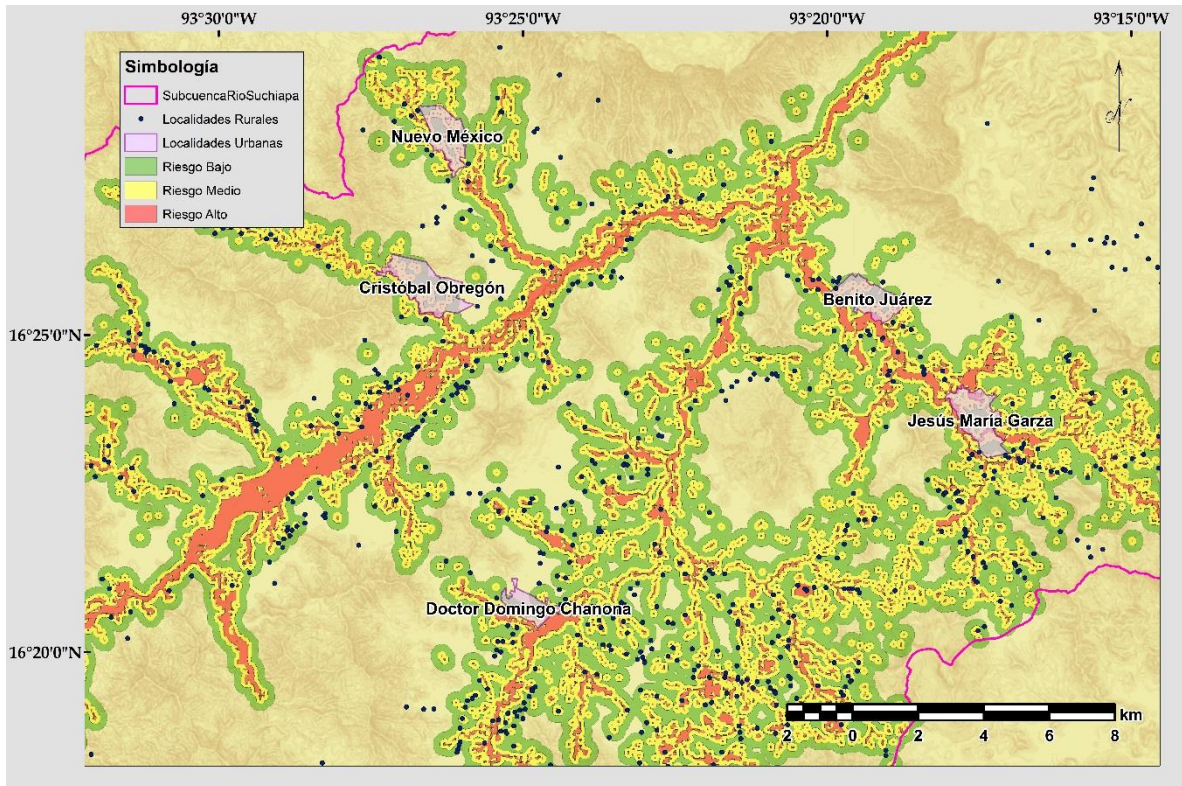 93°30'0"W 93°25'0"W 93°20'0"W 93°15'0"W
Simbología
SubcuencaRioSuchiapa
Localidades Rurales
Localidades Urbanas
Riesgo Bajo
Riesgo Medio
Riesgo Alto
Nuevo México
Cristóbal Obregón
Benito Juárez
16°25'0"N
Jesús María Garza
Doctor Domingo Chanona
16°20'0"N
km
2 0 2 4 6 8